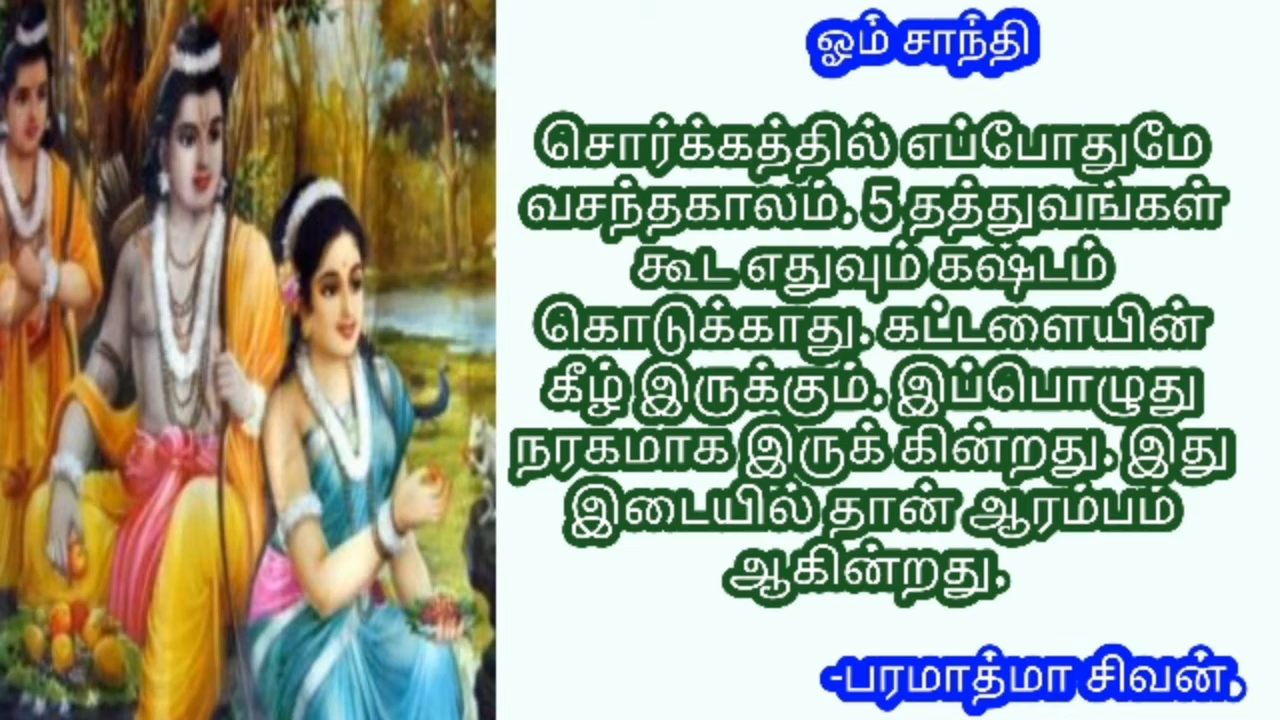 ஓம் சாந்தி
சொர்க்கத்தில் எப்போதுமே
வசந்தகாலம். 5 தத்துவங்கள்
கூட எதுவும் கஷ்டம்
கொடுக்காது. கட்டளையின்
கீழ் இருக்கும். இப்பொழுது
நரகமாக இருக் கின்றது. இது
இடையில் தான் ஆரம்பம்
ஆகின்றது.
-பரமாத்மா சிவன்.